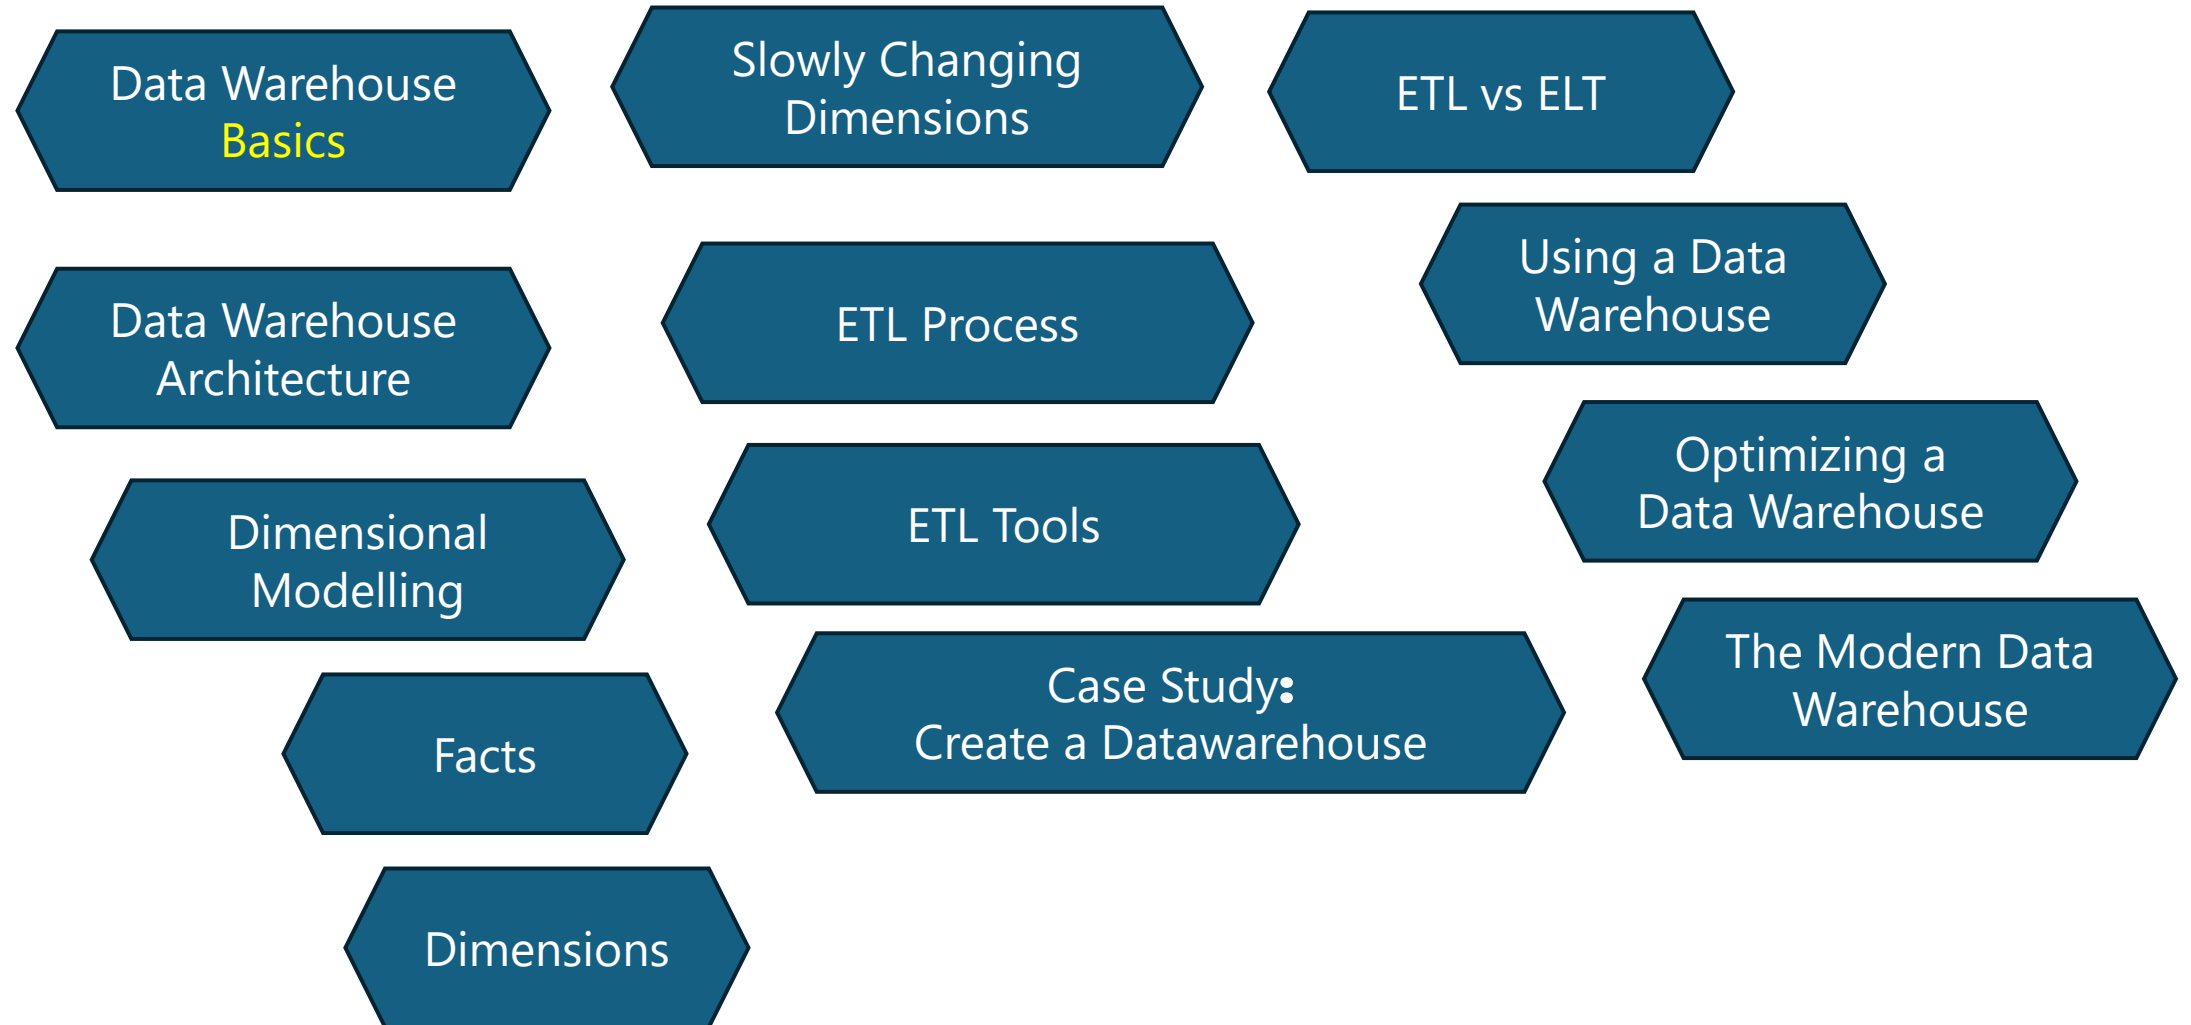 Data Warehouse
Basics
Data Warehouse
Architecture
Dimensional
Modelling
Facts
Dimensions
Slowly Changing
Dimensions
ETL Process
ETL Tools
Case Study:
Create a Datawarehouse
ETL vs ELT
Using a Data
Warehouse
Optimizing a
Data Warehouse
The Modern Data
Warehouse